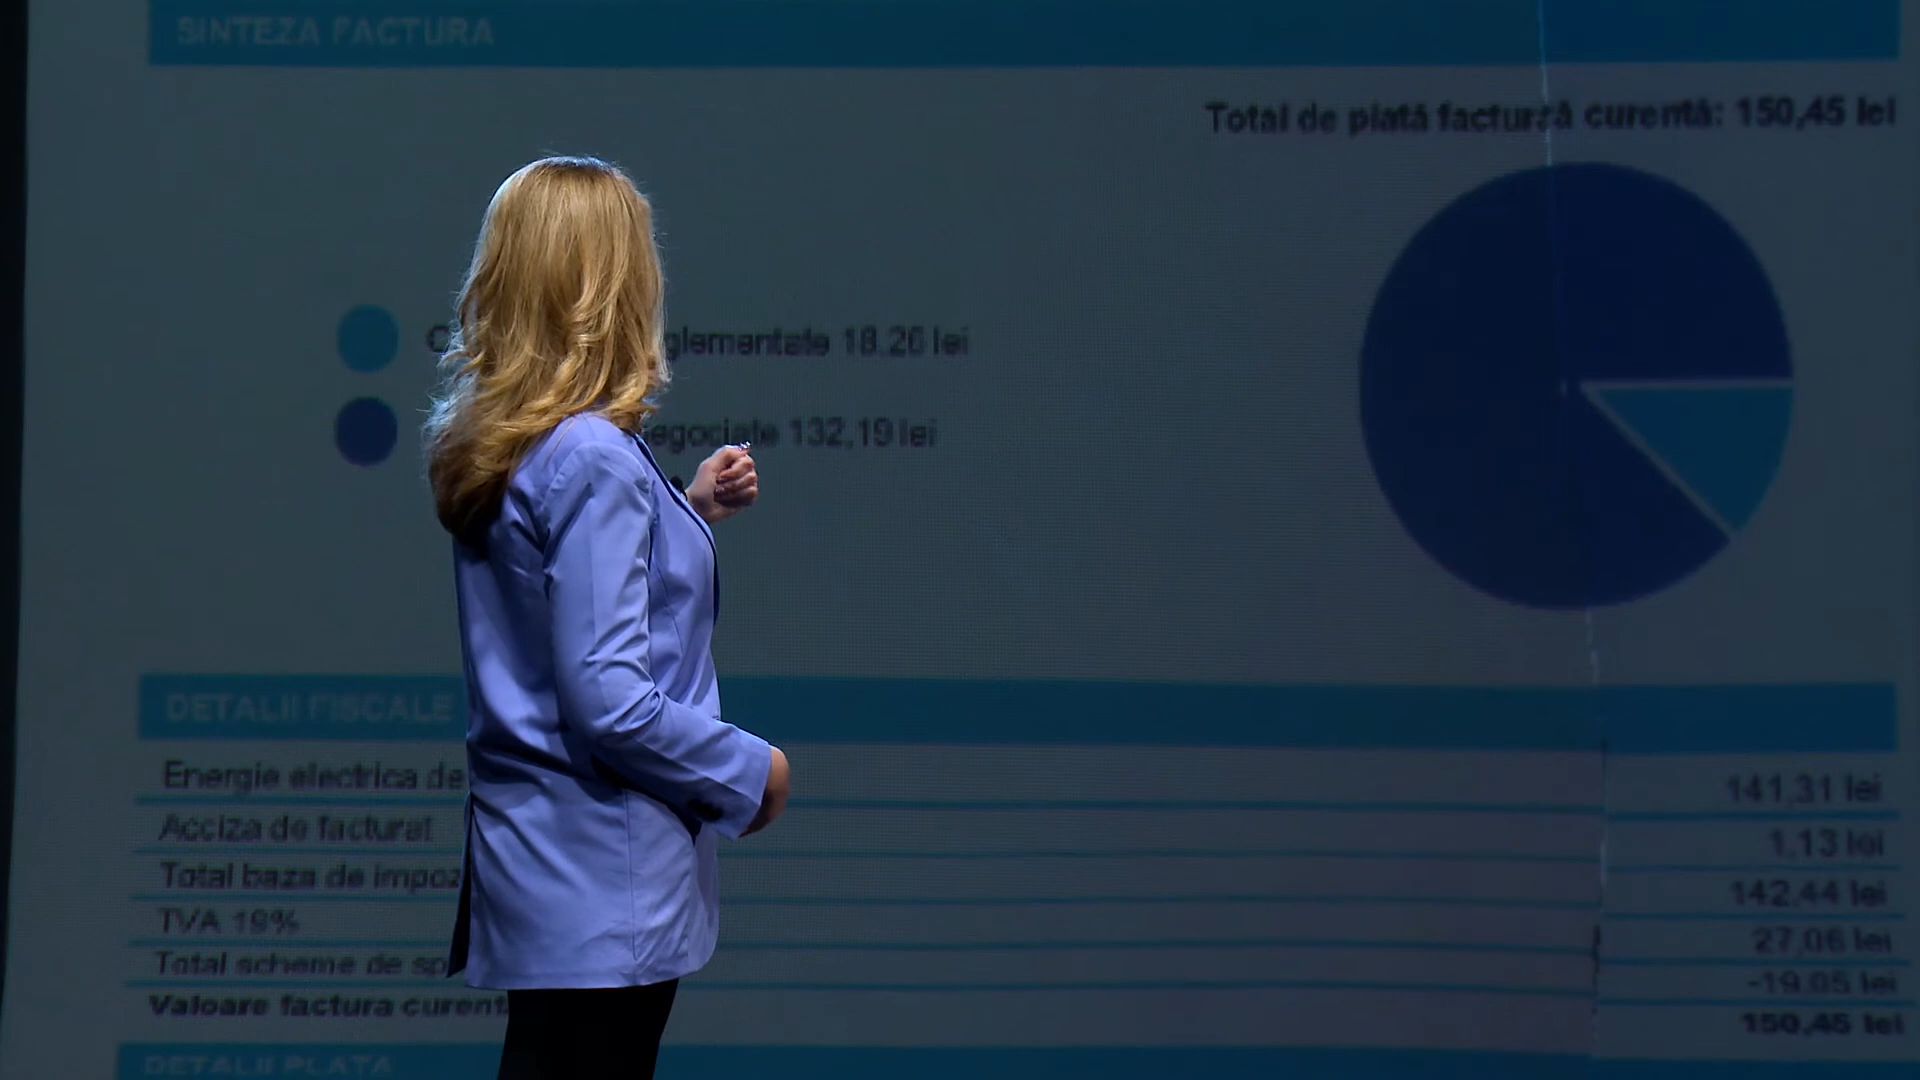 SINTEZA FACTURA
Total de plată factură curentă: 150,45 lei
glementate 18.26 lei
egociate 132,19 lei
DETALII FISCALE
Energie electrica de
141,31 lei
Acciza de facturat
1,13 lei
Total baza de impoz
142.44 lei
TVA 19%
27,06 lei
Total scheme de sp
-19.05 lei
Valoare factura curent
150,45 lei
DETALII PLATA